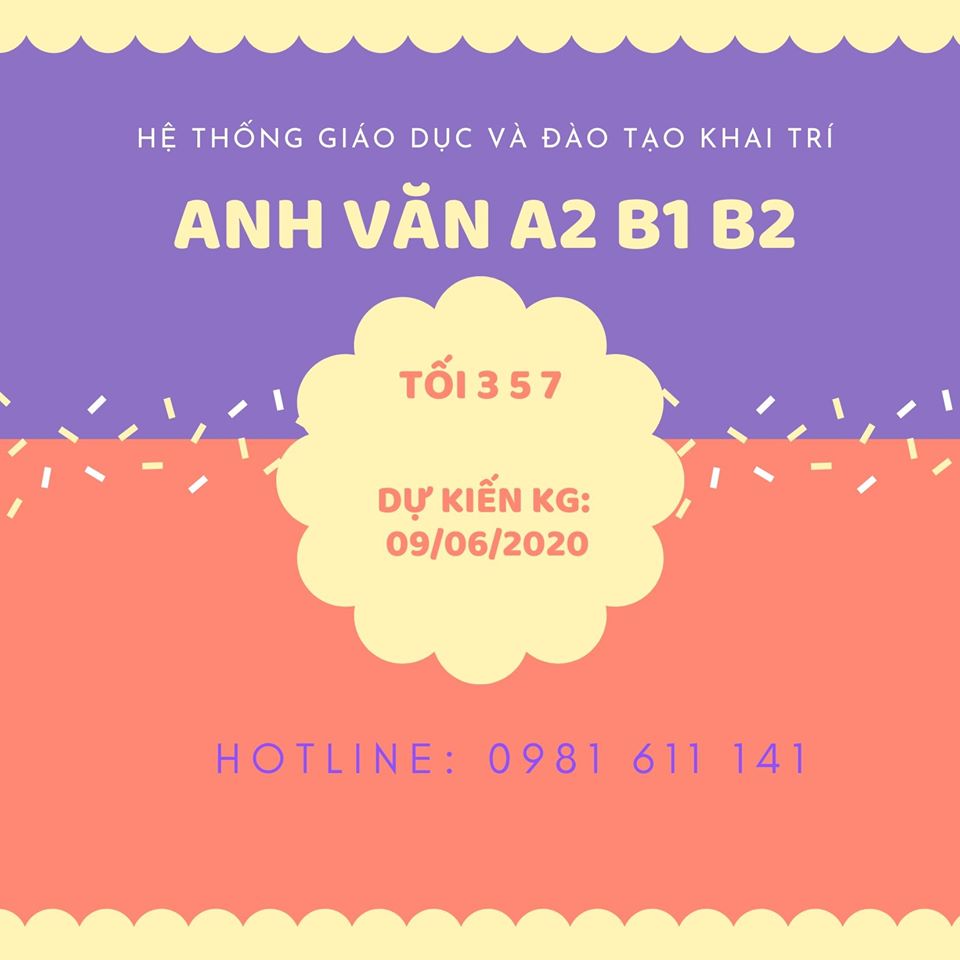 HỆ THỐNG GIÁO DỤC VÀ ĐÀO TẠO KHAI TRÍ
ANH VĂN A2 B1 B2
TỐI 3 5 7
DỰ KIẾN KG:
09/06/2020
HOTLINE: 0981 611 141